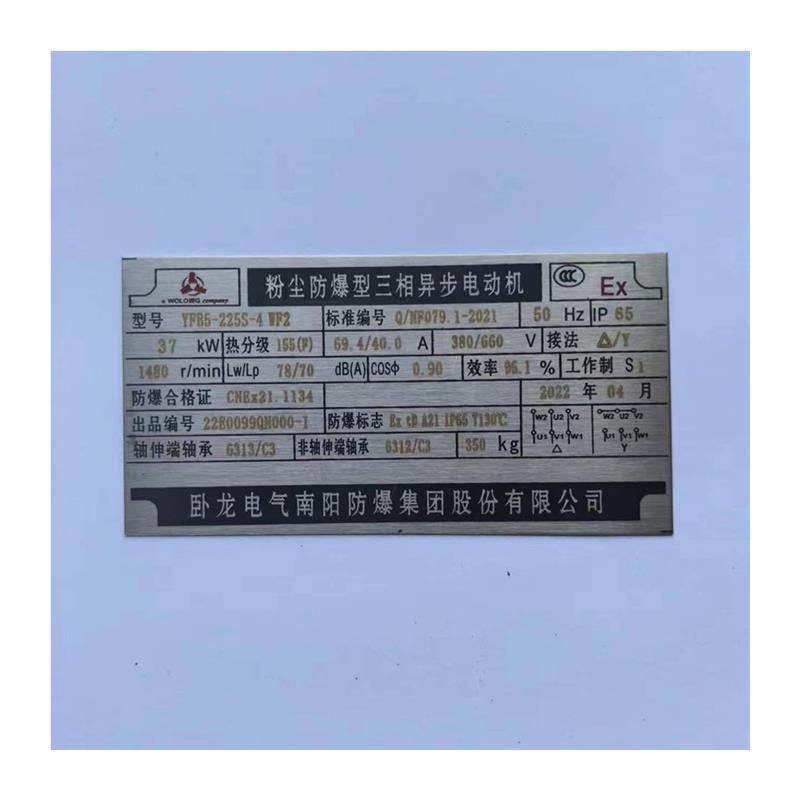 a WOLONG company
粉尘防爆型三相异步电动机
Ex
型号 YFB5-225S-4 WF2 标准编号 Q/NF079.1-2021 50 Hz IP 65
37 kW 热分级 155(F) 69.4/40.0 A 380/660 V 接法 △/Y
1480 r/min Lw/Lp 78/70 dB(A) COSΦ 0.90 效率 96.1 % 工作制 S1
防爆合格证 CNEx21.1134 2022 年 04 月
出品编号 22E0099QN000-1 防爆标志 Ex tD A21 IP65 T130℃
轴伸端轴承 6313/C3 非轴伸端轴承 6312/C3 350 kg
W2 U2 V2 W2 U2 V2
U1 V1 W1 U1 V1 W1
△ Y
卧龙电气南阳防爆集团股份有限公司